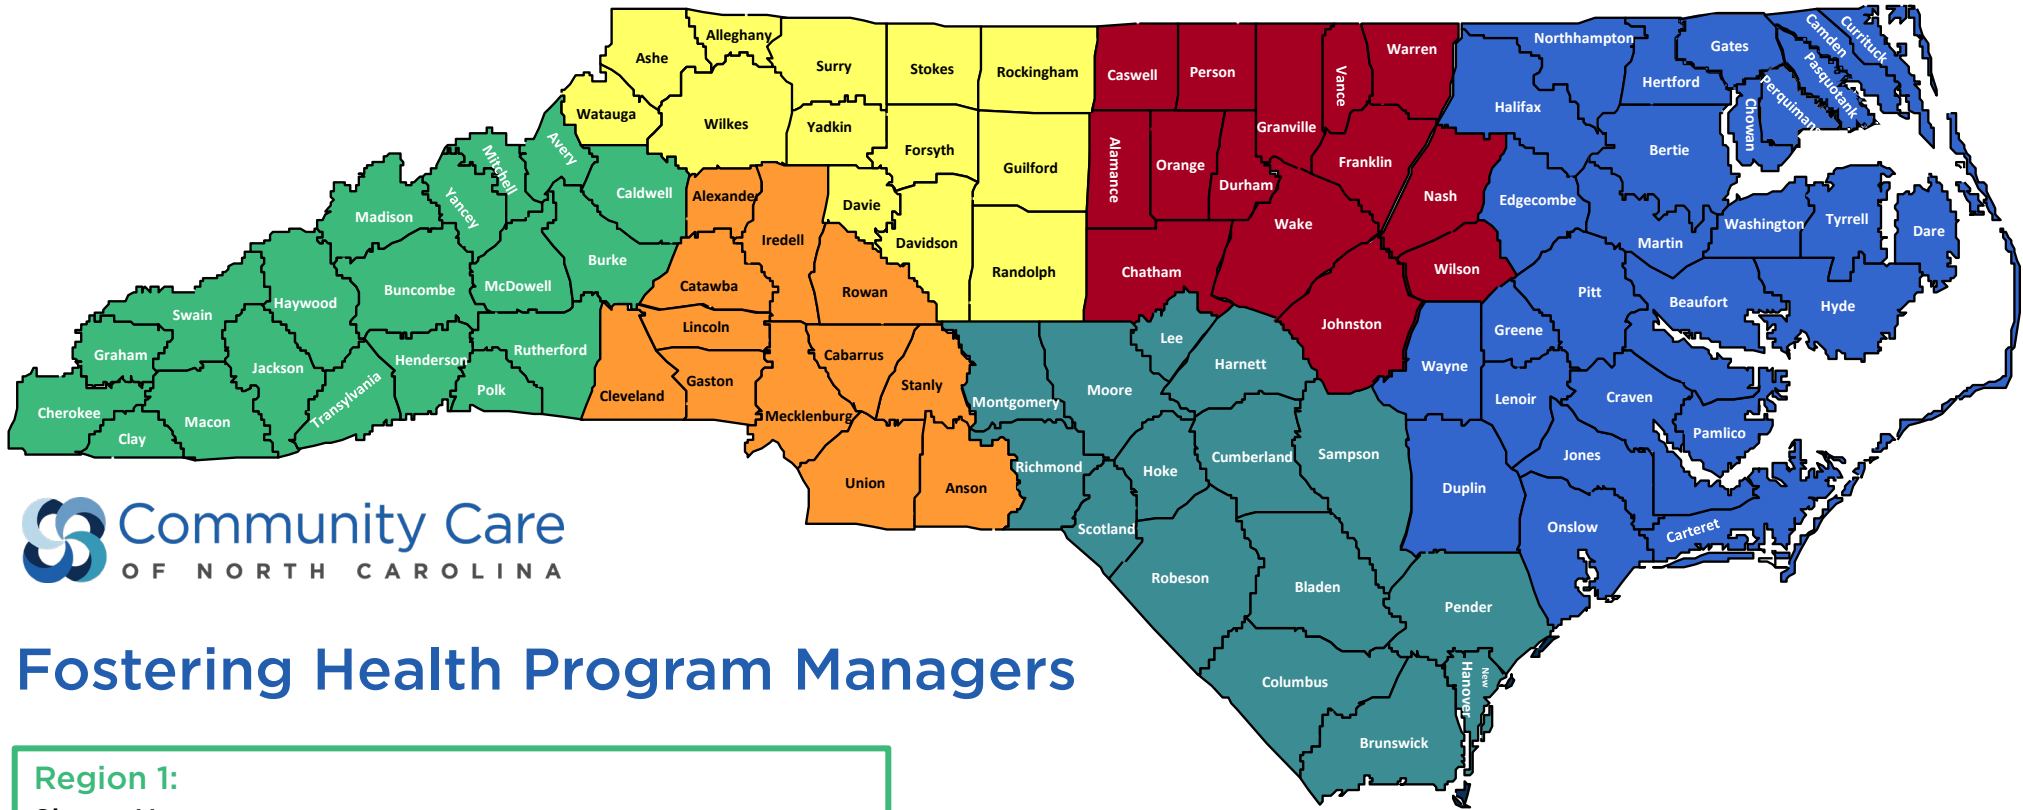 Ashe
Alleghany
Surry
Stokes
Rockingham
Caswell
Person
Vance
Warren
Northhampton
Gates
Camden
Currituck
Pasquotank
Perquimans
Chowan
Hertford
Halifax
Watauga
Wilkes
Yadkin
Forsyth
Guilford
Alamance
Orange
Durham
Granville
Franklin
Nash
Edgecombe
Bertie
Avery
Mitchell
Yancey
Caldwell
Alexander
Iredell
Davie
Davidson
Randolph
Chatham
Wake
Wilson
Martin
Washington
Tyrrell
Dare
Madison
Buncombe
McDowell
Burke
Catawba
Rowan
Johnston
Pitt
Beaufort
Hyde
Swain
Haywood
Graham
Jackson
Henderson
Rutherford
Lincoln
Cabarrus
Stanly
Lee
Harnett
Wayne
Greene
Cherokee
Clay
Macon
Transylvania
Polk
Cleveland
Gaston
Mecklenburg
Montgomery
Moore
Lenoir
Craven
Pamlico
Jones
Union
Anson
Richmond
Hoke
Cumberland
Sampson
Duplin
Onslow
Carteret
Scotland
Robeson
Bladen
Pender
Columbus
Brunswick
New
Hanover
Community Care
OF NORTH CAROLINA
Fostering Health Program Managers
Region 1: